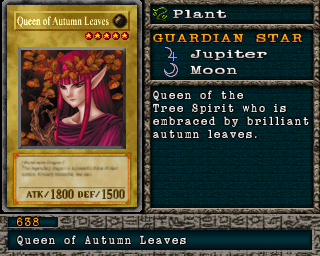 Queen of Autumn Leaves
ATK/1800 DEF/1500
Plant
GUARDIAN STAR
Jupiter
Moon
Queen of the
Tree Spirit who is
embraced by brilliant
autumn leaves.
638
Queen of Autumn Leaves